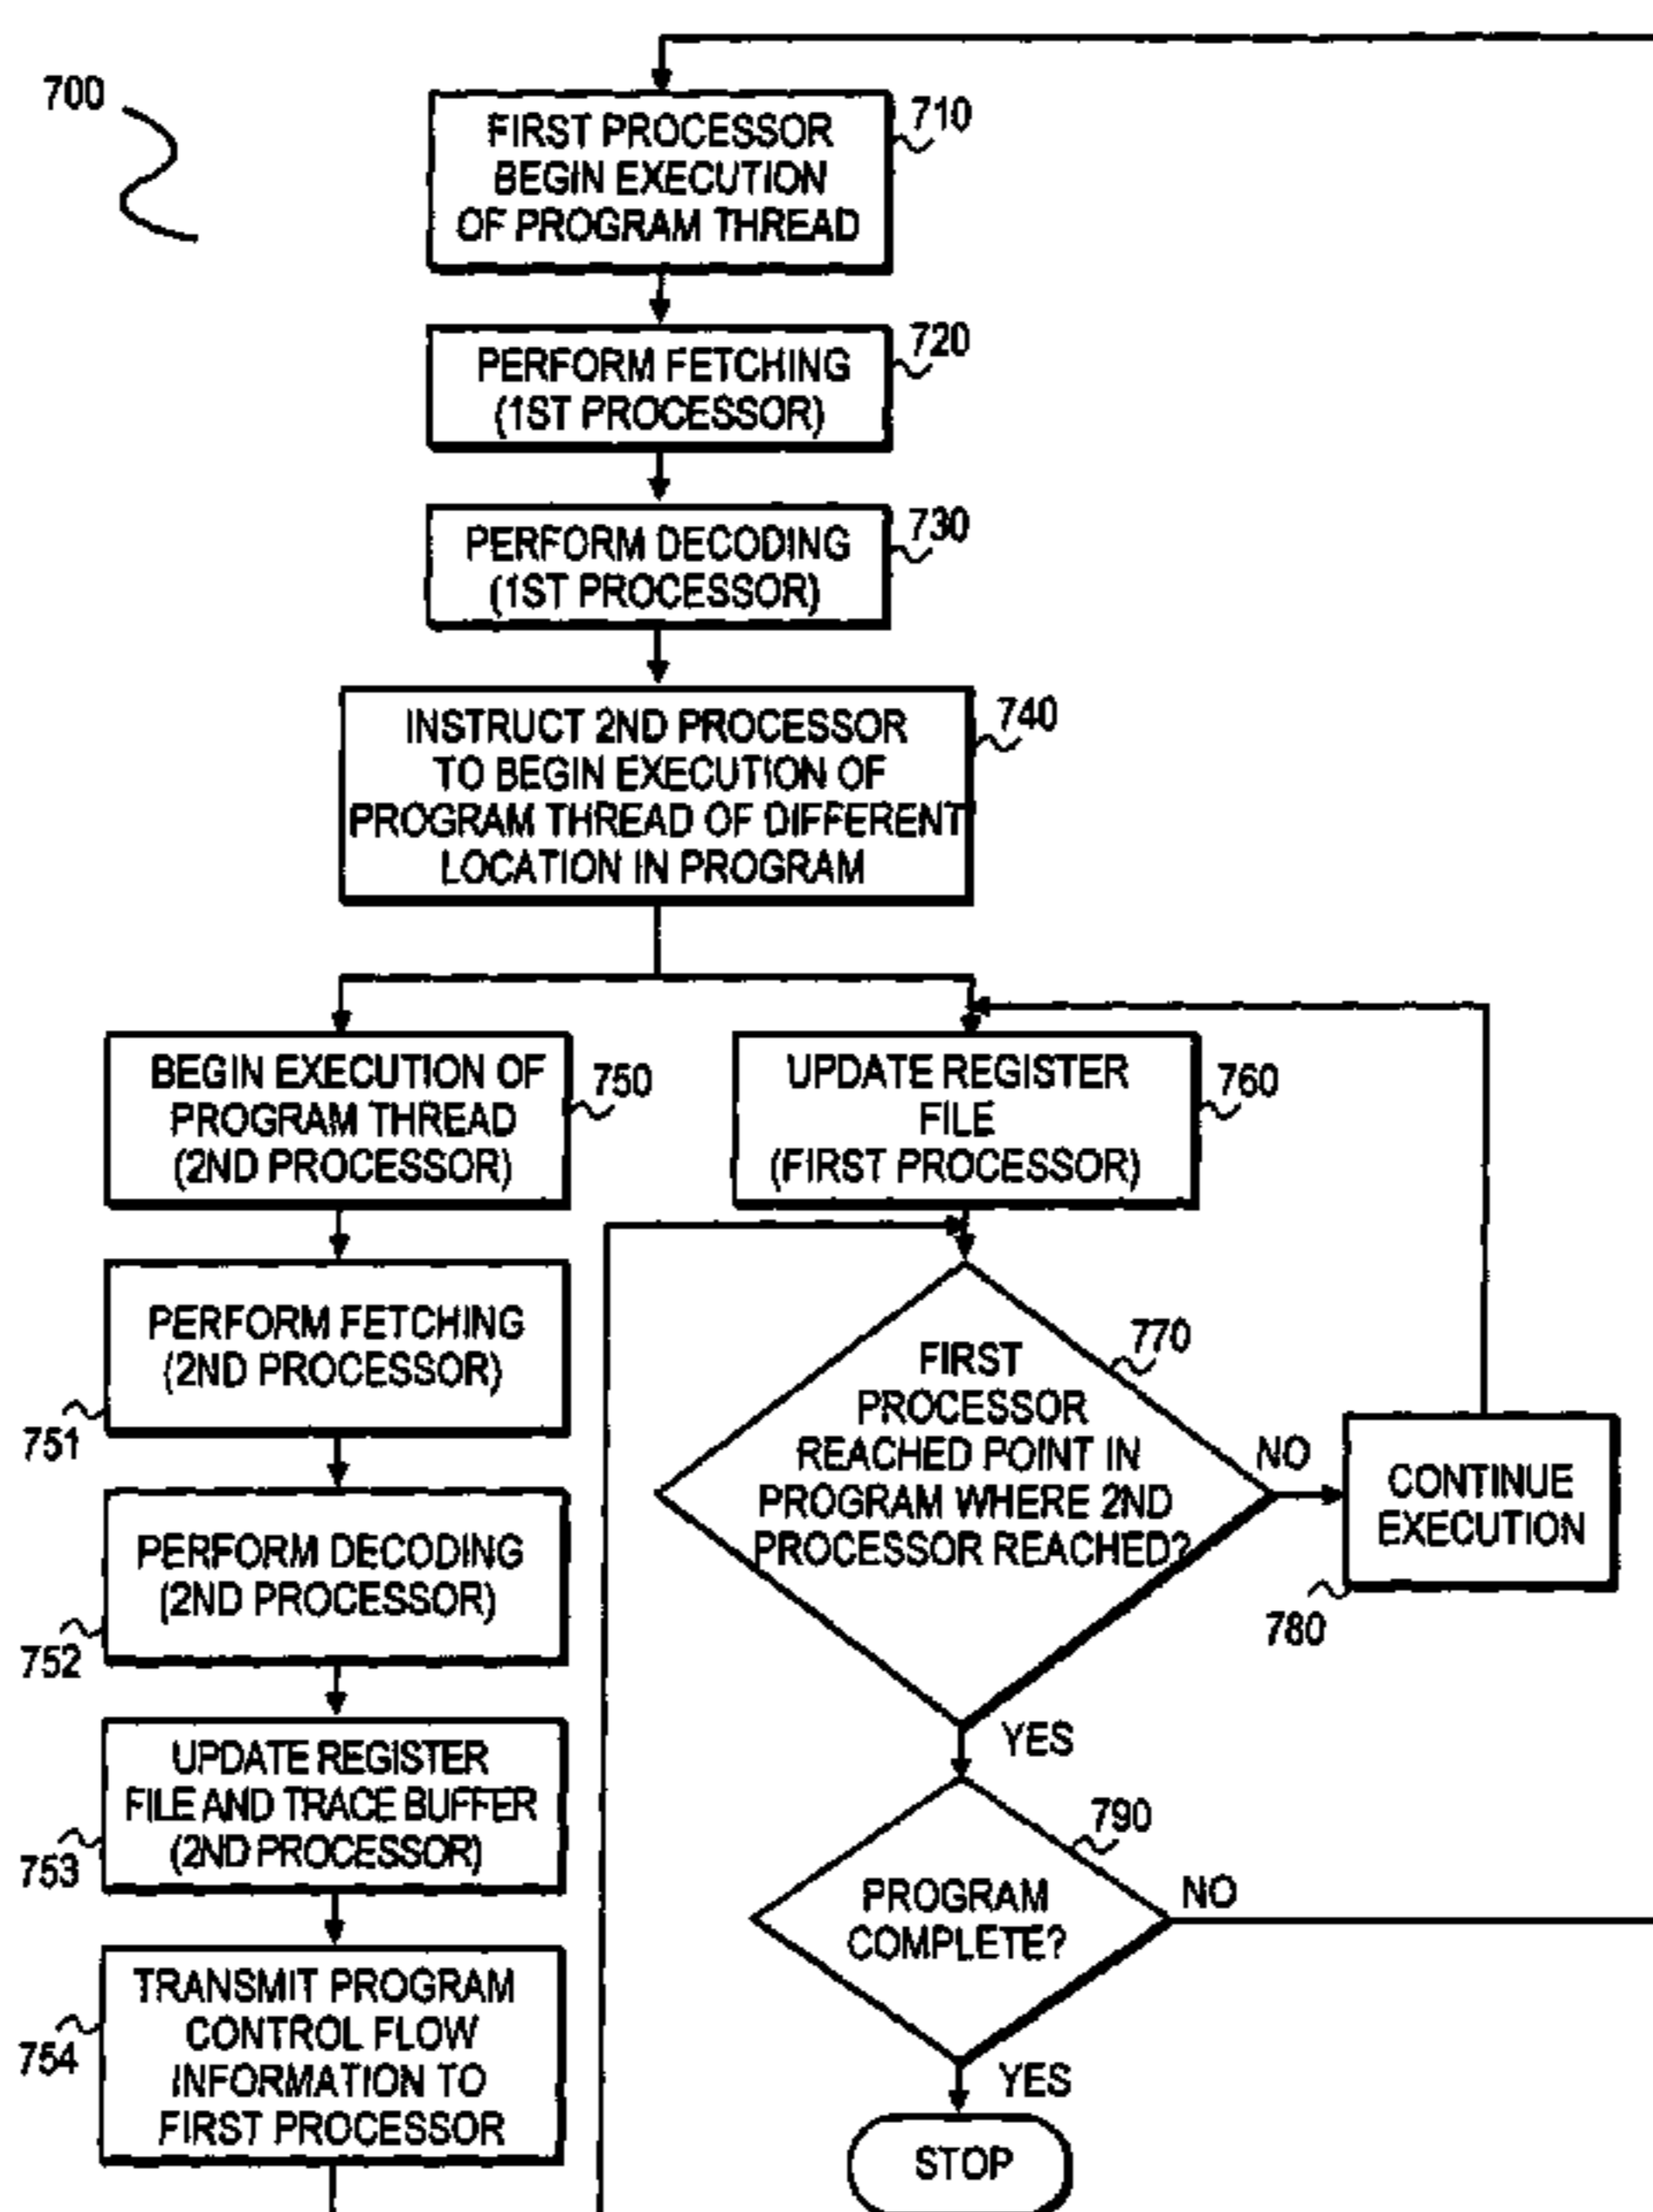 700
FIRST PROCESSOR
BEGIN EXECUTION
OF PROGRAM THREAD
710
PERFORM FETCHING
(1ST PROCESSOR)
720
PERFORM DECODING
(1ST PROCESSOR)
730
INSTRUCT 2ND PROCESSOR
TO BEGIN EXECUTION OF
PROGRAM THREAD OF DIFFERENT
LOCATION IN PROGRAM
740
BEGIN EXECUTION OF
PROGRAM THREAD
(2ND PROCESSOR)
750
UPDATE REGISTER
FILE
(FIRST PROCESSOR)
760
PERFORM FETCHING
(2ND PROCESSOR)
751
FIRST
PROCESSOR
REACHED POINT IN
PROGRAM WHERE 2ND
PROCESSOR REACHED?
770
NO
CONTINUE
EXECUTION
780
PERFORM DECODING
(2ND PROCESSOR)
752
YES
UPDATE REGISTER
FILE AND TRACE BUFFER
(2ND PROCESSOR)
753
PROGRAM
COMPLETE?
790
NO
TRANSMIT PROGRAM
CONTROL FLOW
INFORMATION TO
FIRST PROCESSOR
754
YES
STOP